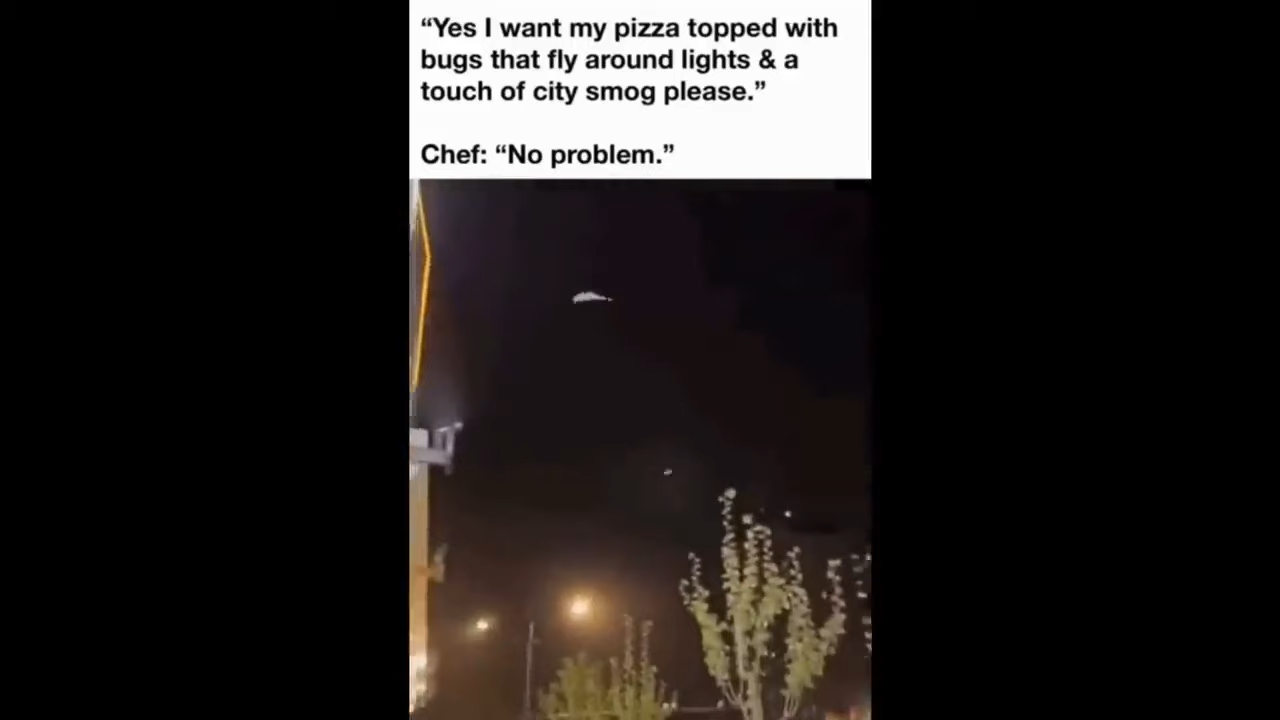 “Yes I want my pizza topped with
bugs that fly around lights & a
touch of city smog please.”
Chef: “No problem.”